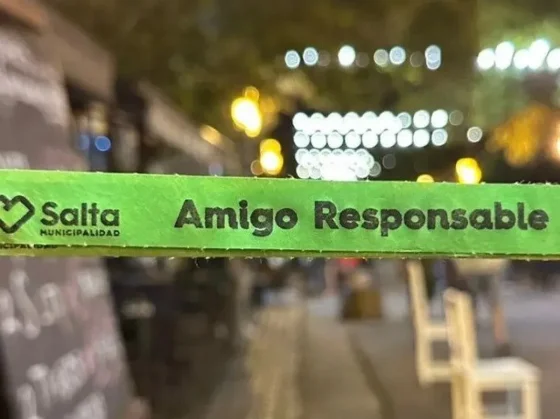 Salta
MUNICIPALIDAD
Amigo Responsable